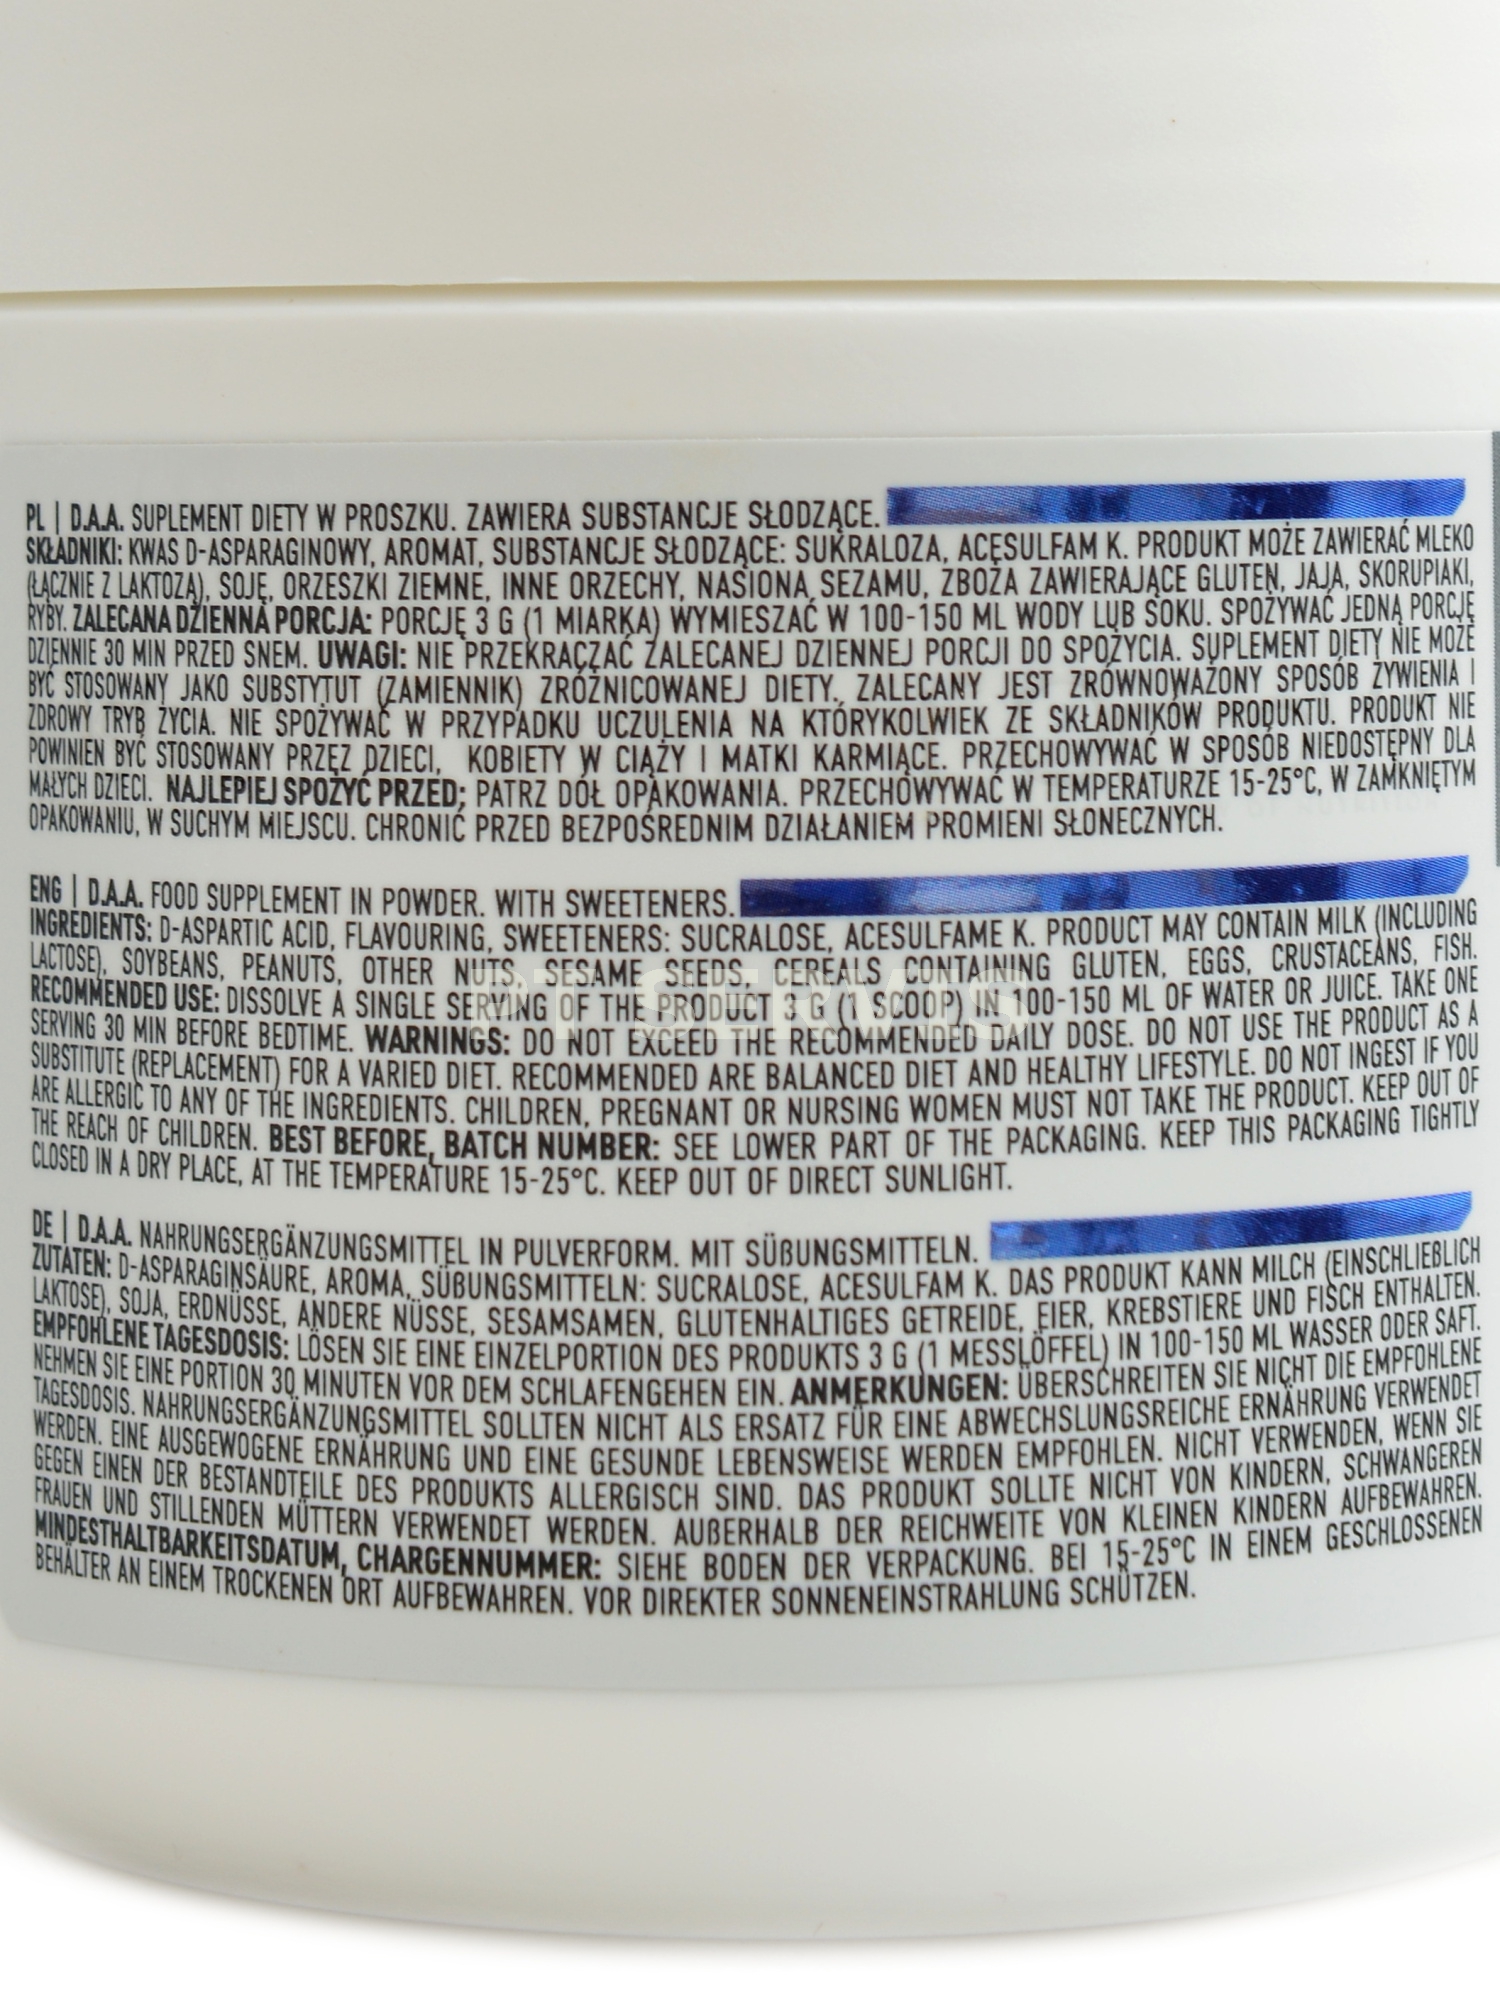 PL | D.A.A. SUPLEMENT DIETY W PROSZKU. ZAWIERA SUBSTANCJE SŁODZĄCE.
SKŁADNIKI: KWAS D-ASPARAGINOWY, AROMAT, SUBSTANCJE SŁODZĄCE: SUKRALOZA, ACESULFAM K. PRODUKT MOŻE ZAWIERAĆ MLEKO
(ŁĄCZNIE Z LAKTOZĄ), SOJĘ, ORZESZKI ZIEMNE, INNE ORZECHY, NASIONA SEZAMU, ZBOŻA ZAWIERAJĄCE GLUTEN, JAJA, SKORUPIAKI,
RYBY. ZALECANA DZIENNA PORCJA: PORCJĘ 3 G (1 MIARKA) WYMIESZAĆ W 100-150 ML WODY LUB SOKU. SPOŻYWAĆ JEDNĄ PORCJĘ
DZIENNIE 30 MIN PRZED SNEM. UWAGI: NIE PRZEKRACZAĆ ZALECANEJ DZIENNEJ PORCJI DO SPOŻYCIA. SUPLEMENT DIETY NIE MOŻE
BYĆ STOSOWANY JAKO SUBSTYTUT (ZAMIENNIK) ZRÓŻNICOWANEJ DIETY. ZALECANY JEST ZRÓWNOWAŻONY SPOSÓB ŻYWIENIA I
ZDROWY TRYB ŻYCIA. NIE SPOŻYWAĆ W PRZYPADKU UCZULENIA NA KTÓRYKOLWIEK ZE SKŁADNIKÓW PRODUKTU. PRODUKT NIE
POWINIEN BYĆ STOSOWANY PRZEZ DZIECI, KOBIETY W CIĄŻY I MATKI KARMIĄCE. PRZECHOWYWAĆ W SPOSÓB NIEDOSTĘPNY DLA
MAŁYCH DZIECI. NAJLEPIEJ SPOŻYĆ PRZED: PATRZ DÓŁ OPAKOWANIA. PRZECHOWYWAĆ W TEMPERATURZE 15-25°C, W ZAMKNIĘTYM
OPAKOWANIU, W SUCHYM MIEJSCU. CHRONIĆ PRZED BEZPOŚREDNIM DZIAŁANIEM PROMIENI SŁONECZNYCH.
ENG | D.A.A. FOOD SUPPLEMENT IN POWDER. WITH SWEETENERS.
INGREDIENTS: D-ASPARTIC ACID, FLAVOURING, SWEETENERS: SUCRALOSE, ACESULFAME K. PRODUCT MAY CONTAIN MILK (INCLUDING
LACTOSE), SOYBEANS, PEANUTS, OTHER NUTS, SESAME SEEDS, CEREALS CONTAINING GLUTEN, EGGS, CRUSTACEANS, FISH.
PT SERVIS
RECOMMENDED USE: DISSOLVE A SINGLE SERVING OF THE PRODUCT 3 G (1 SCOOP) IN 100-150 ML OF WATER OR JUICE. TAKE ONE
SERVING 30 MIN BEFORE BEDTIME. WARNINGS: DO NOT EXCEED THE RECOMMENDED DAILY DOSE. DO NOT USE THE PRODUCT AS A
SUBSTITUTE (REPLACEMENT) FOR A VARIED DIET. RECOMMENDED ARE BALANCED DIET AND HEALTHY LIFESTYLE. DO NOT INGEST IF YOU
ARE ALLERGIC TO ANY OF THE INGREDIENTS. CHILDREN, PREGNANT OR NURSING WOMEN MUST NOT TAKE THE PRODUCT. KEEP OUT OF
THE REACH OF CHILDREN. BEST BEFORE, BATCH NUMBER: SEE LOWER PART OF THE PACKAGING. KEEP THIS PACKAGING TIGHTLY
CLOSED IN A DRY PLACE, AT THE TEMPERATURE 15-25°C. KEEP OUT OF DIRECT SUNLIGHT.
DE | D.A.A. NAHRUNGSERGÄNZUNGSMITTEL IN PULVERFORM. MIT SÜßUNGSMITTELN.
ZUTATEN: D-ASPARAGINSÄURE, AROMA, SÜßUNGSMITTELN: SUCRALOSE, ACESULFAM K. DAS PRODUKT KANN MILCH (EINSCHLIEßLICH
LAKTOSE), SOJA, ERDNÜSSE, ANDERE NÜSSE, SESAMSAMEN, GLUTENHALTIGES GETREIDE, EIER, KREBSTIERE UND FISCH ENTHALTEN.
EMPFOHLENE TAGESDOSIS: LÖSEN SIE EINE EINZELPORTION DES PRODUKTS 3 G (1 MESSLÖFFEL) IN 100-150 ML WASSER ODER SAFT.
NEHMEN SIE EINE PORTION 30 MINUTEN VOR DEM SCHLAFENGEHEN EIN. ANMERKUNGEN: ÜBERSCHREITEN SIE NICHT DIE EMPFOHLENE
TAGESDOSIS. NAHRUNGSERGÄNZUNGSMITTEL SOLLTEN NICHT ALS ERSATZ FÜR EINE ABWECHSLUNGSREICHE ERNÄHRUNG VERWENDET
WERDEN. EINE AUSGEWOGENE ERNÄHRUNG UND EINE GESUNDE LEBENSWEISE WERDEN EMPFOHLEN. NICHT VERWENDEN, WENN SIE
GEGEN EINEN DER BESTANDTEILE DES PRODUKTS ALLERGISCH SIND. DAS PRODUKT SOLLTE NICHT VON KINDERN, SCHWANGEREN
FRAUEN UND STILLENDEN MÜTTERN VERWENDET WERDEN. AUßERHALB DER REICHWEITE VON KLEINEN KINDERN AUFBEWAHREN.
MINDESTHALTBARKEITSDATUM, CHARGENNUMMER: SIEHE BODEN DER VERPACKUNG. BEI 15-25°C IN EINEM GESCHLOSSENEN
BEHÄLTER AN EINEM TROCKENEN ORT AUFBEWAHREN. VOR DIREKTER SONNENEINSTRAHLUNG SCHÜTZEN.